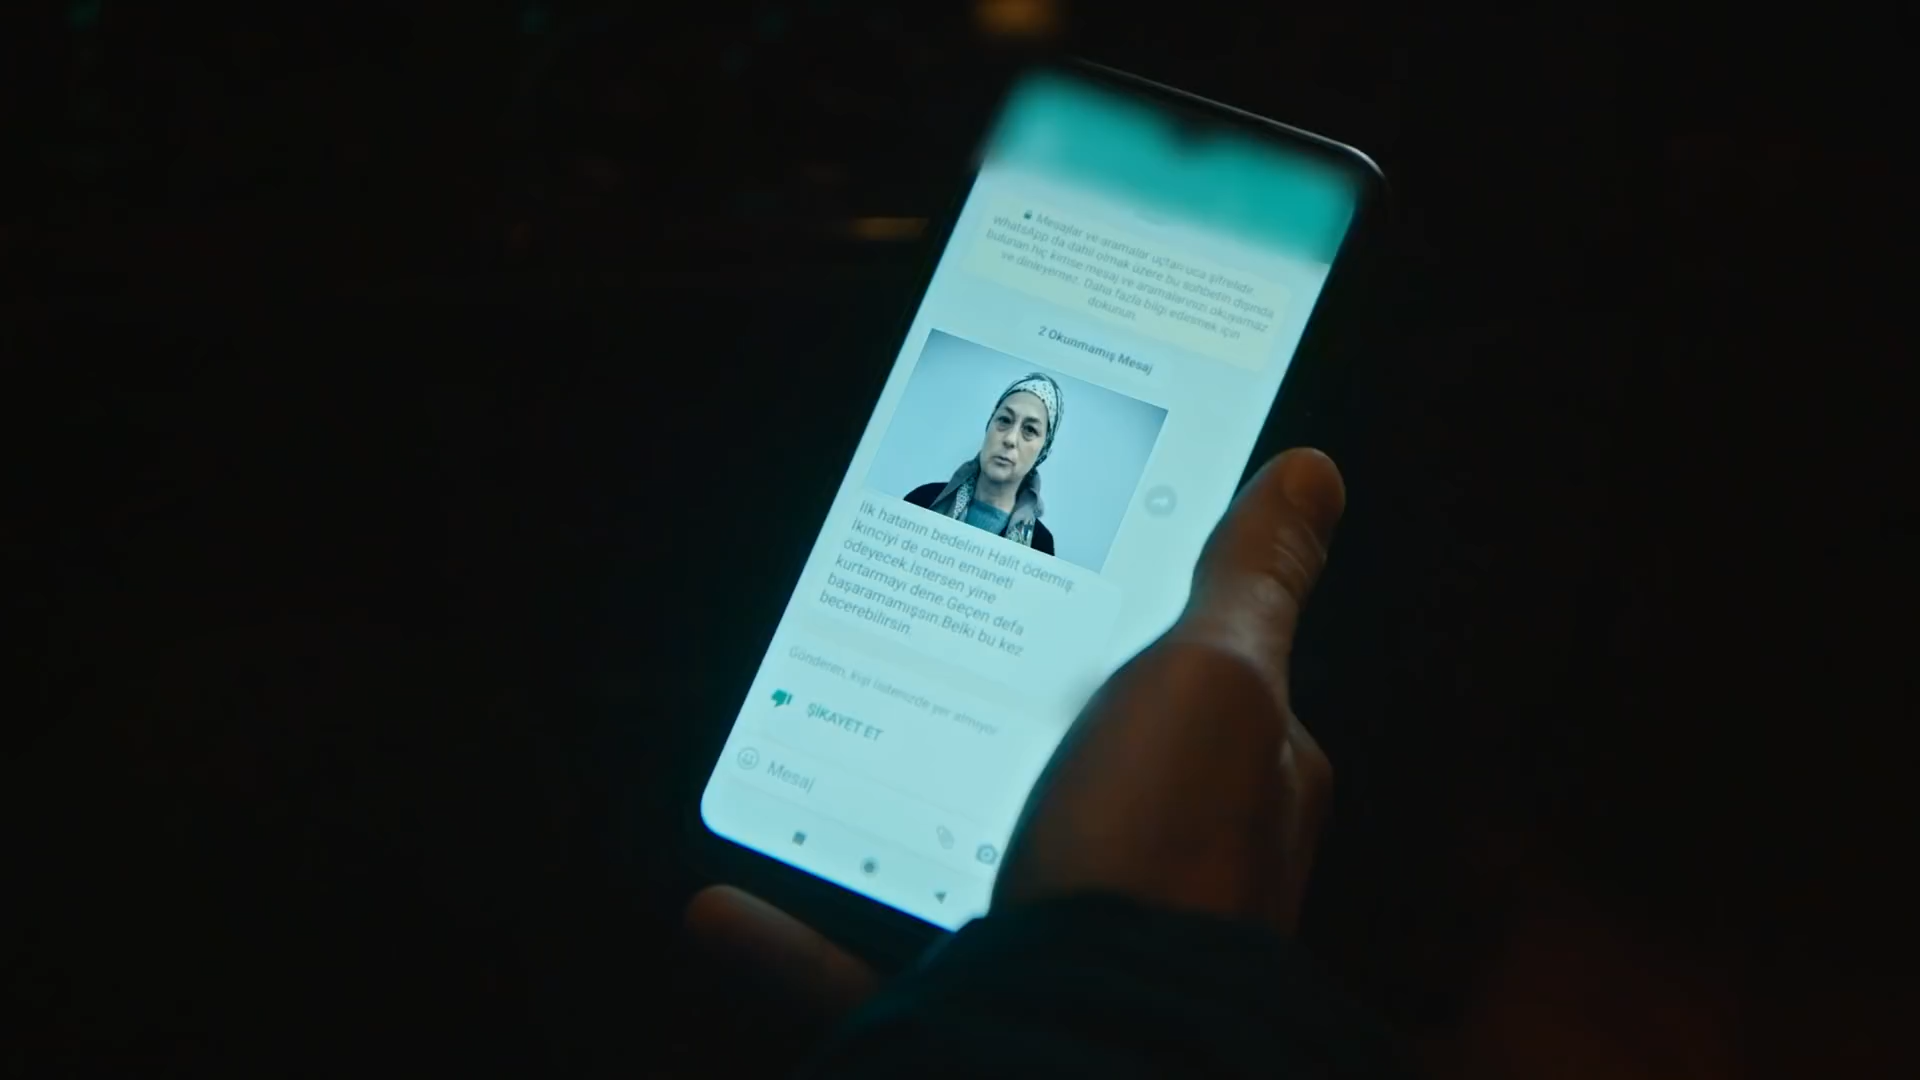 Mesajlar ve aramalar uçtan uca şifrelidir.
WhatsApp da dahil olmak üzere bu sohbetin dışında
bulunan hiç kimse mesaj ve aramalarınızı okuyamaz
ve dinleyemez. Daha fazla bilgi edinmek için
dokunun.
2 Okunmamış Mesaj
İlk hatanın bedelini Halit ödemiş.
İkinciyi de onun emaneti
ödeyecek.İstersen yine
kurtarmayı dene.Geçen defa
başaramamışsın.Belki bu kez
becerebilirsin.
Gönderen, kişi listenizde yer almıyor
ŞİKAYET ET
Mesaj